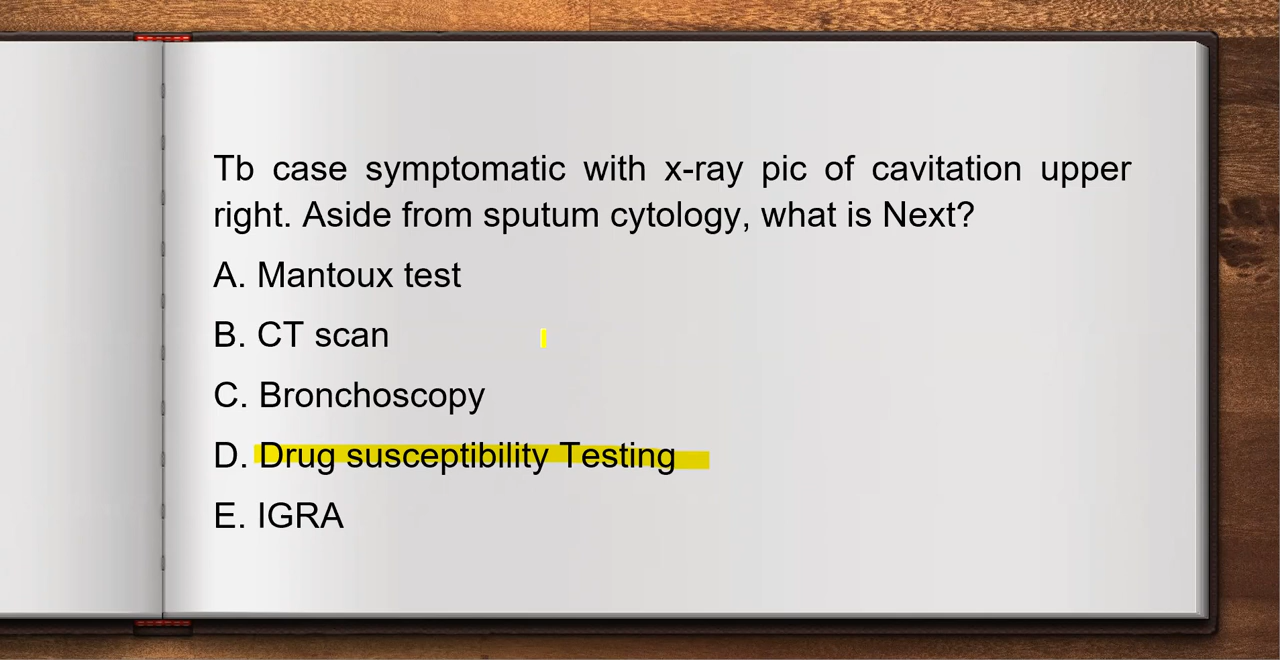 Tb case symptomatic with x-ray pic of cavitation upper
right. Aside from sputum cytology, what is Next?
A. Mantoux test
B. CT scan
C. Bronchoscopy
D. Drug susceptibility Testing
E. IGRA